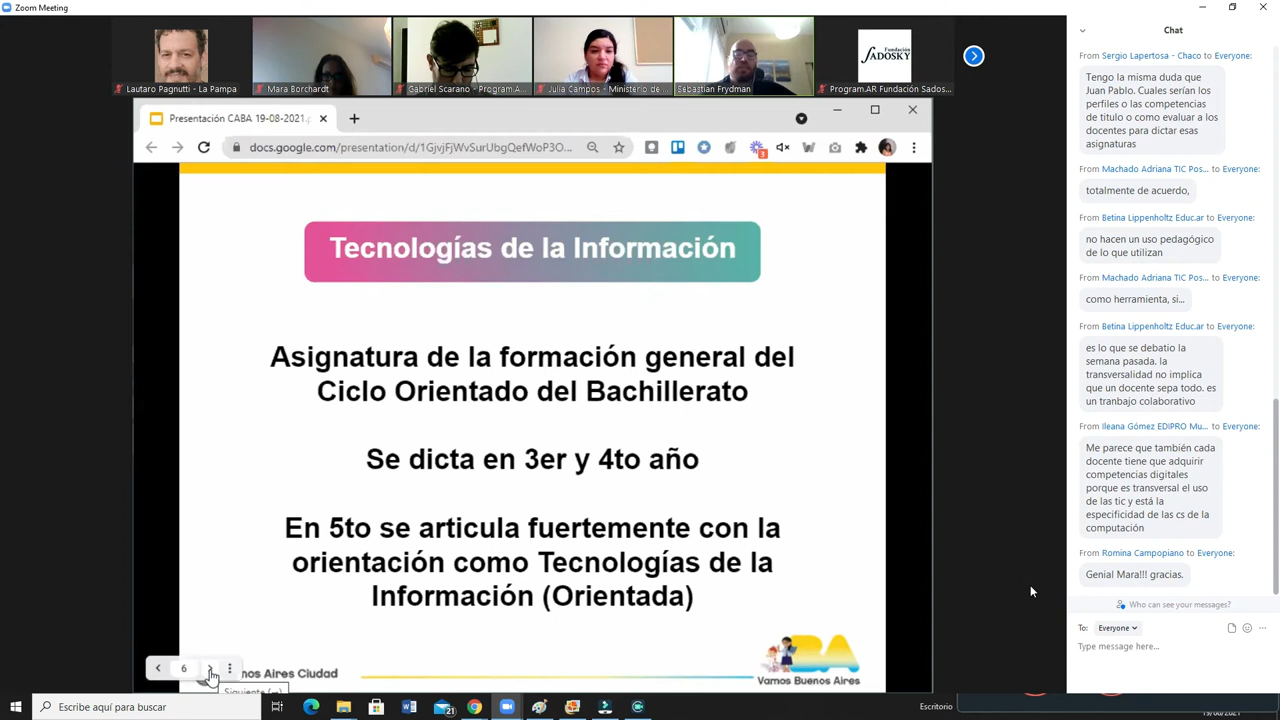 Zoom Meeting
Lautaro Pagnutti - La Pampa
Mara Borchardt
Gabriel Scarano - Program.A...
Julia Campos - Ministerio de...
Sebastian Frydman
Fundación
SADOSKY
Program.AR Fundación Sados...
Presentación CABA 19-08-2021.
docs.google.com/presentation/d/1GjvjFjWvSurUbgQefWoP3O...
3
Tecnologías de la Información
Asignatura de la formación general del
Ciclo Orientado del Bachillerato
Se dicta en 3er y 4to año
En 5to se articula fuertemente con la
orientación como Tecnologías de la
Información (Orientada)
6
nos Aires Ciudad
BA
Vamos Buenos Aires
Chat
From Sergio Lapertosa - Chaco to Everyone:
Tengo la misma duda que
Juan Pablo. Cuales serían los
perfiles o las competencias
de titulo o como evaluar a los
docentes para dictar esas
asignaturas
From Machado Adriana TIC Pos... to Everyone:
totalmente de acuerdo,
From Betina Lippenholtz Educ.ar to Everyone:
no hacen un uso pedagógico
de lo que utilizan
From Machado Adriana TIC Pos... to Everyone:
como herramienta, si...
From Betina Lippenholtz Educ.ar to Everyone:
es lo que se debatio la
semana pasada. la
transversalidad no implica
que un docente sepa todo. es
un tranbajo colaborativo
From Ileana Gómez EDIPRO Mu... to Everyone:
Me parece que también cada
docente tiene que adquirir
competencias digitales
porque es transversal el uso
de las tic y está la
especificidad de las cs de la
computación
From Romina Campopiano to Everyone:
Genial Mara!!! gracias.
Who can see your messages?
To: Everyone
Type message here...
Escribe aquí para buscar
21
Escritorio
19/08/2021